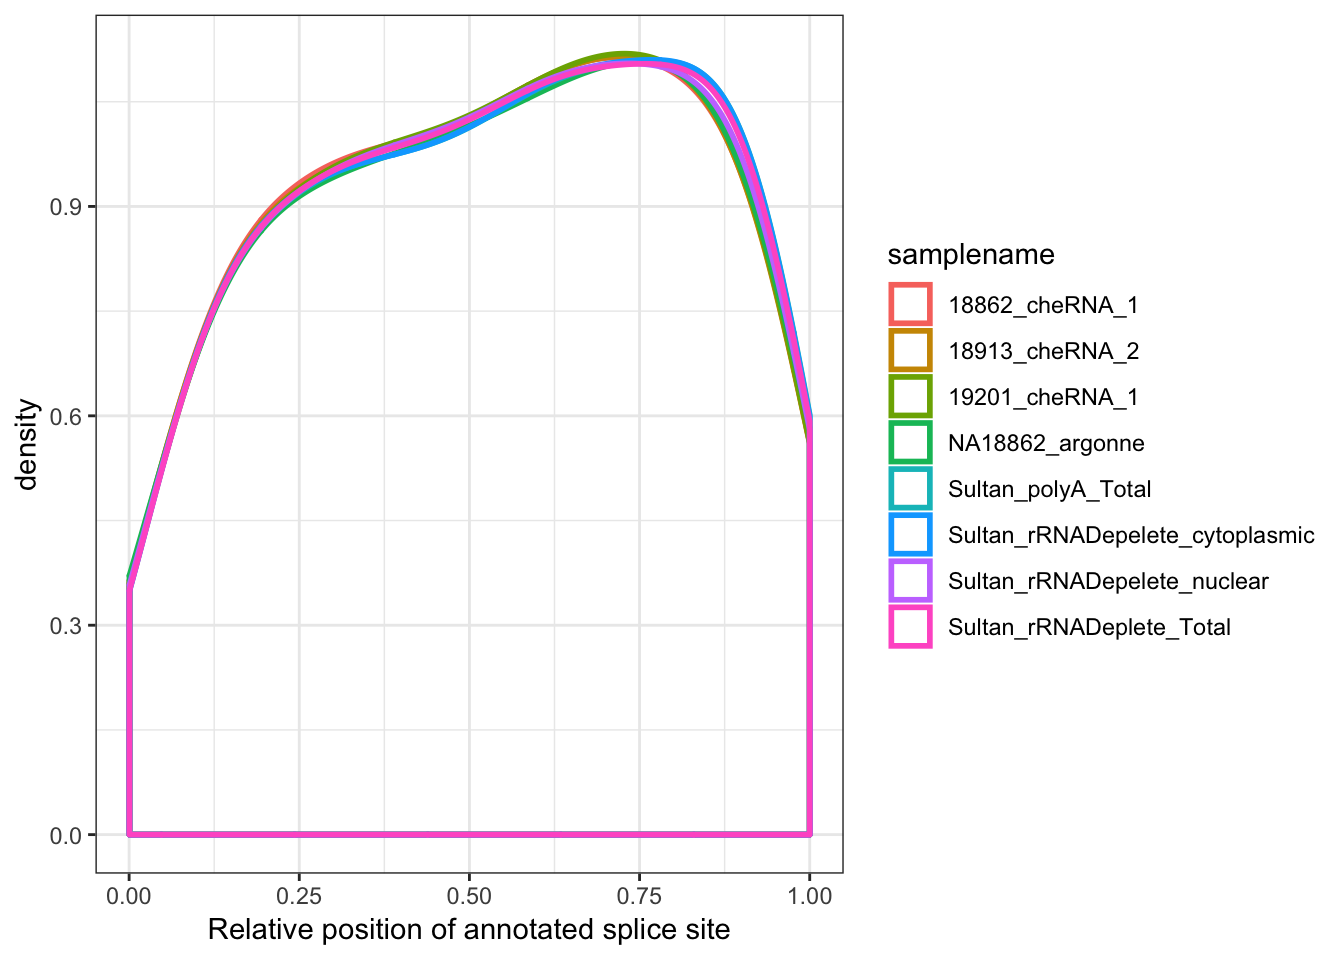 0.9
0.6
0.3
0.0
density
0.00 0.25 0.50 0.75 1.00
Relative position of annotated splice site
samplename
18862_cheRNA_1
18913_cheRNA_2
19201_cheRNA_1
NA18862_argonne
Sultan_polyA_Total
Sultan_rRNADepelete_cytoplasmic
Sultan_rRNADepelete_nuclear
Sultan_rRNADeplete_Total